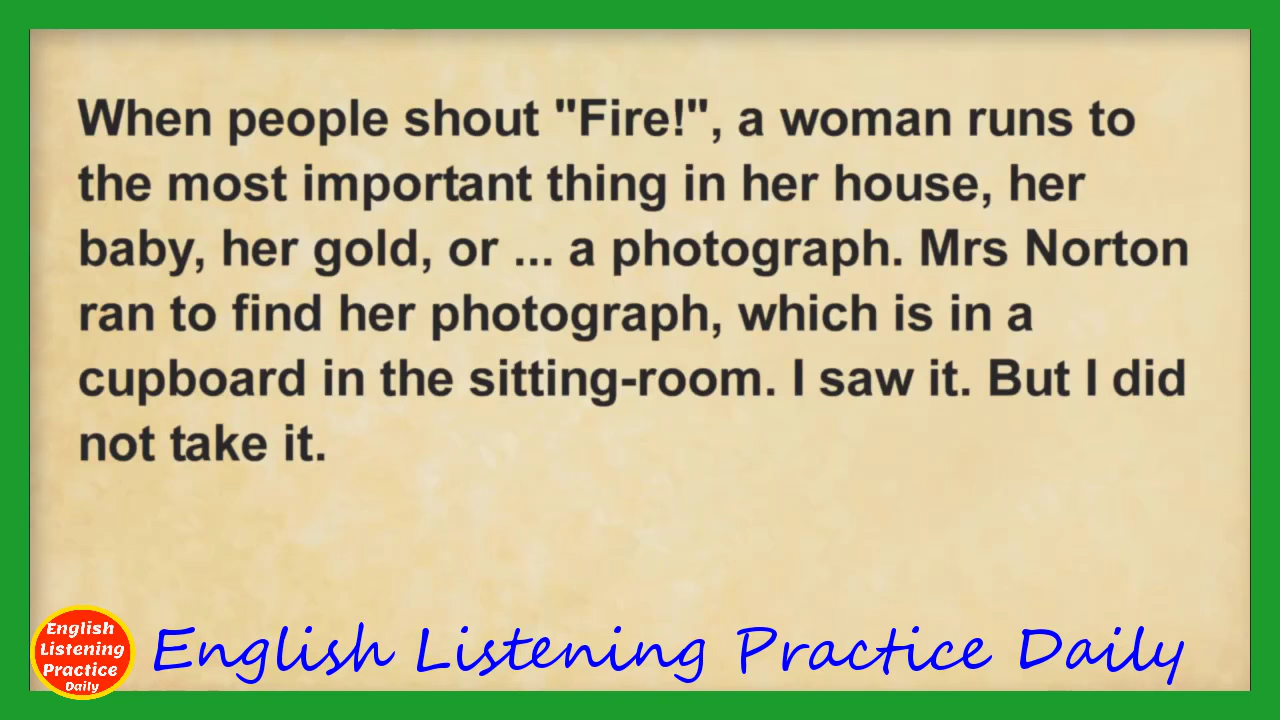 When people shout "Fire!", a woman runs to
the most important thing in her house, her
baby, her gold, or ... a photograph. Mrs Norton
ran to find her photograph, which is in a
cupboard in the sitting-room. I saw it. But I did
not take it.
English
Listening
Practice
Daily
English Listening Practice Daily